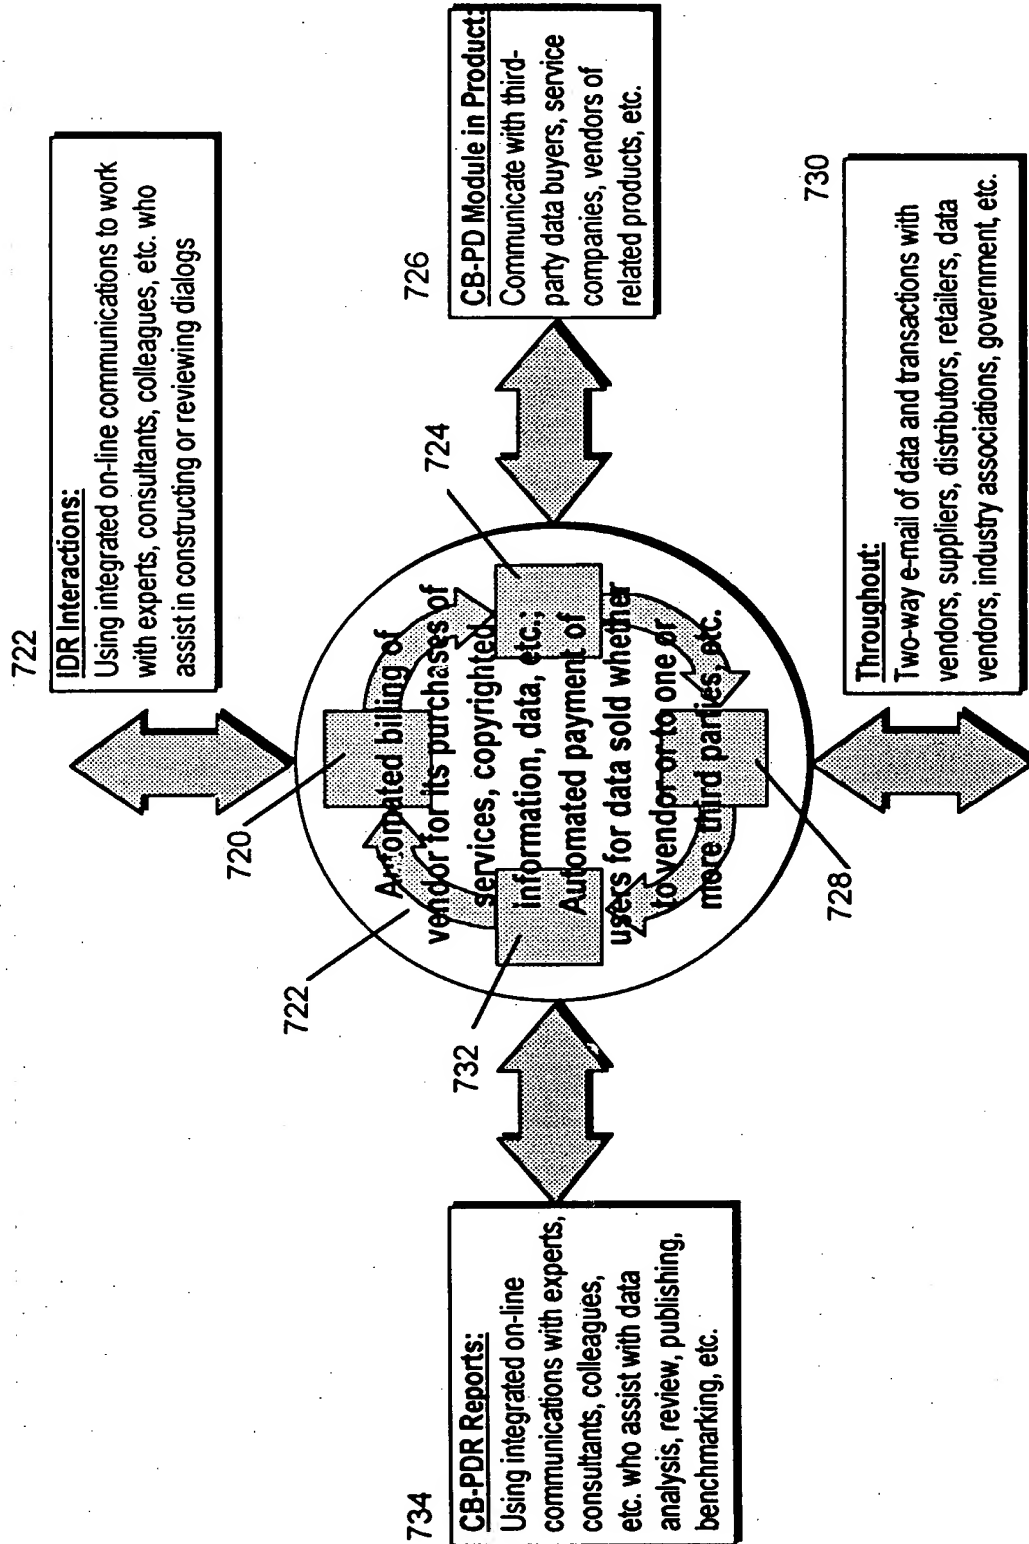 722
IDR Interactions:
Using integrated on-line communications to work
with experts, consultants, colleagues, etc. who
assist in constructing or reviewing dialogs
734
CB-PDR Reports:
Using integrated on-line
communications with experts,
consultants, colleagues,
etc. who assist with data
analysis, review, publishing,
benchmarking, etc.
722
720
732
724
728
Automated billing of
vendor for its purchases of
services, copyrighted
information, data, etc.;
Automated payment of
users for data sold whether
to vendor or to one or
more third parties, etc.
726
CB-PD Module in Product:
Communicate with third-
party data buyers, service
companies, vendors of
related products, etc.
730
Throughout:
Two-way e-mail of data and transactions with
vendors, suppliers, distributors, retailers, data
vendors, industry associations, government, etc.